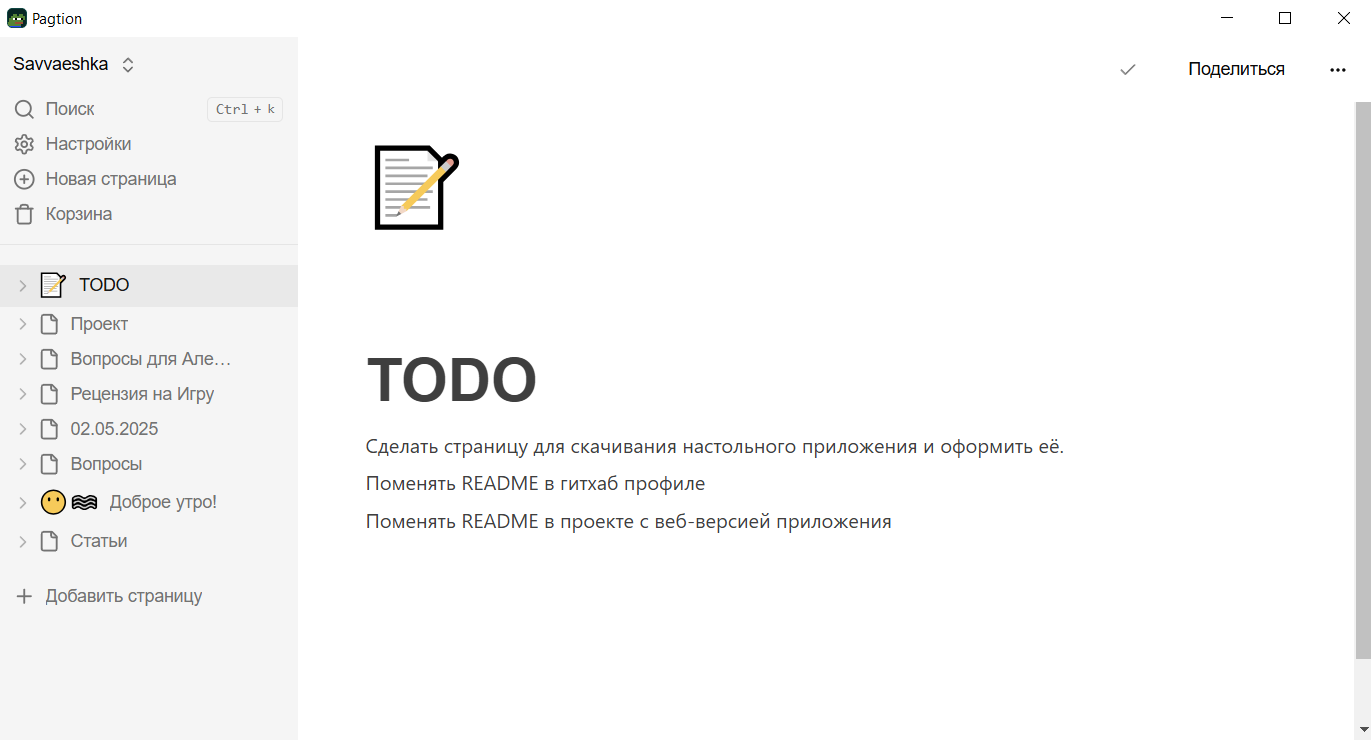 Pagtion
Savvaeshka
Поделиться
Поиск
Ctrl + k
Настройки
Новая страница
Корзина
TODO
Проект
Вопросы для Але...
Рецензия на Игру
02.05.2025
Вопросы
Доброе утро!
Статьи
Добавить страницу
TODO
Сделать страницу для скачивания настольного приложения и оформить её.
Поменять README в гитхаб профиле
Поменять README в проекте с веб-версией приложения